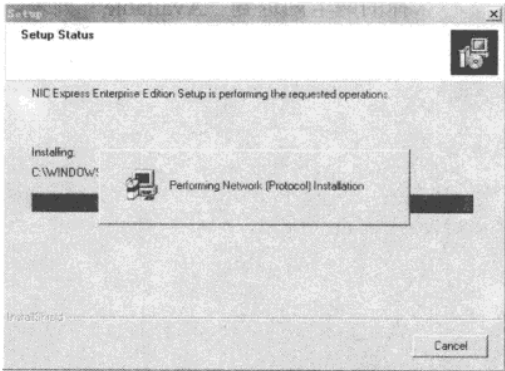 Setup
Setup Status
NIC Express Enterprise Edition Setup is performing the requested operations.
Installing:
C:\WINDOWS
Performing Network (Protocol) Installation
InstallShield
Cancel